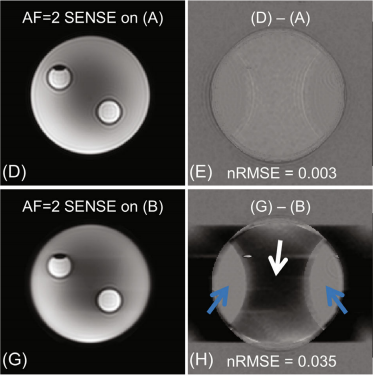 AF=2 SENSE on (A)
(D) – (A)
(D)
(E)
nRMSE = 0.003
AF=2 SENSE on (B)
(G) – (B)
(G)
(H)
nRMSE = 0.035